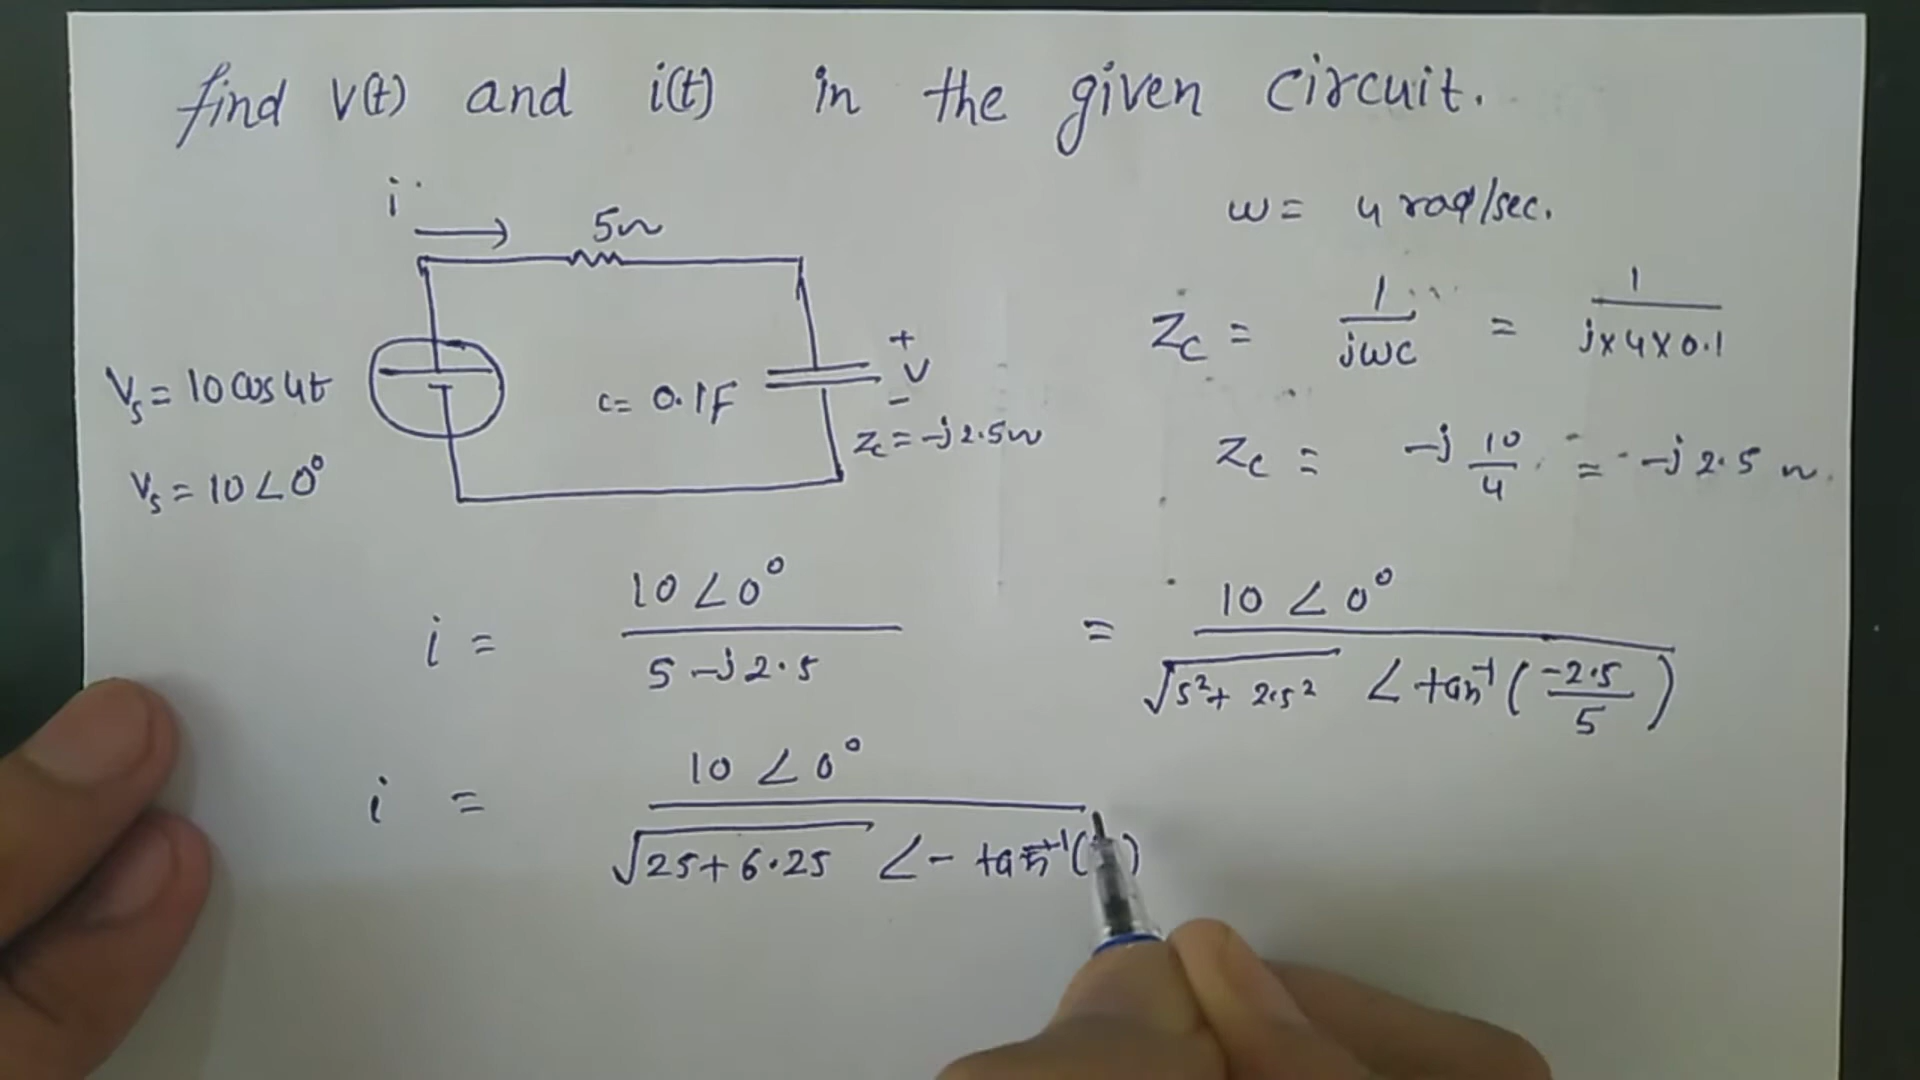 find v(t) and i(t) in the given circuit.
i
5Ω
Vs = 10 cos 4t
Vs = 10∠0°
c = 0.1F
+
V
-
Zc = -j2.5Ω
ω = 4 rad/sec.
Zc = 1/jωc = 1/j×4×0.1
Zc = -j 10/4 = -j2.5 Ω.
i = 10∠0° / 5-j2.5 = 10∠0° / √5²+2.5² ∠tan⁻¹(-2.5/5)
i = 10∠0° / √25+6.25 ∠-tan⁻¹( )